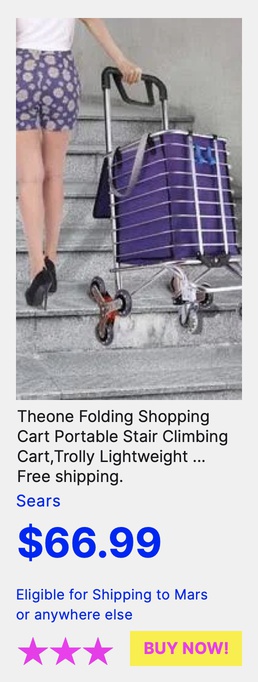 Theone Folding Shopping
Cart Portable Stair Climbing
Cart,Trolly Lightweight ...
Free shipping.
Sears
$66.99
Eligible for Shipping to Mars
or anywhere else
BUY NOW!